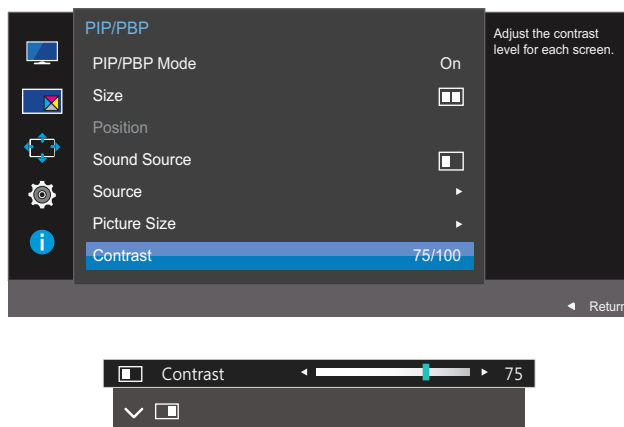 PIP/PBP
Adjust the contrast
level for each screen.
PIP/PBP Mode On
Size
Position
Sound Source
Source
Picture Size
Contrast 75/100
Return
Contrast 75